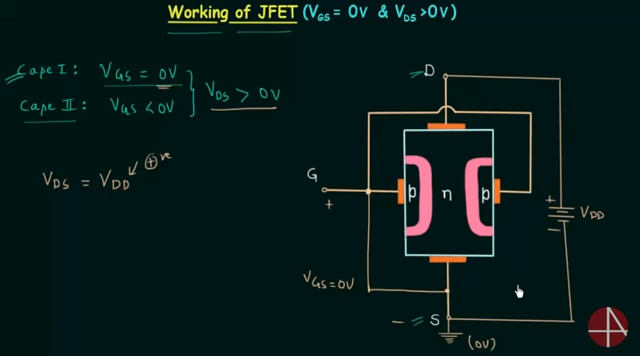 Working of JFET (VGS = 0V & VDS >0V)
Case I : VGS = 0V
Case II : VGS < 0V
VDS > 0V
VDS = VDD
+ve
D
G
+
p
n
p
+
VDD
−
VGS=0V
− = S
(0V)